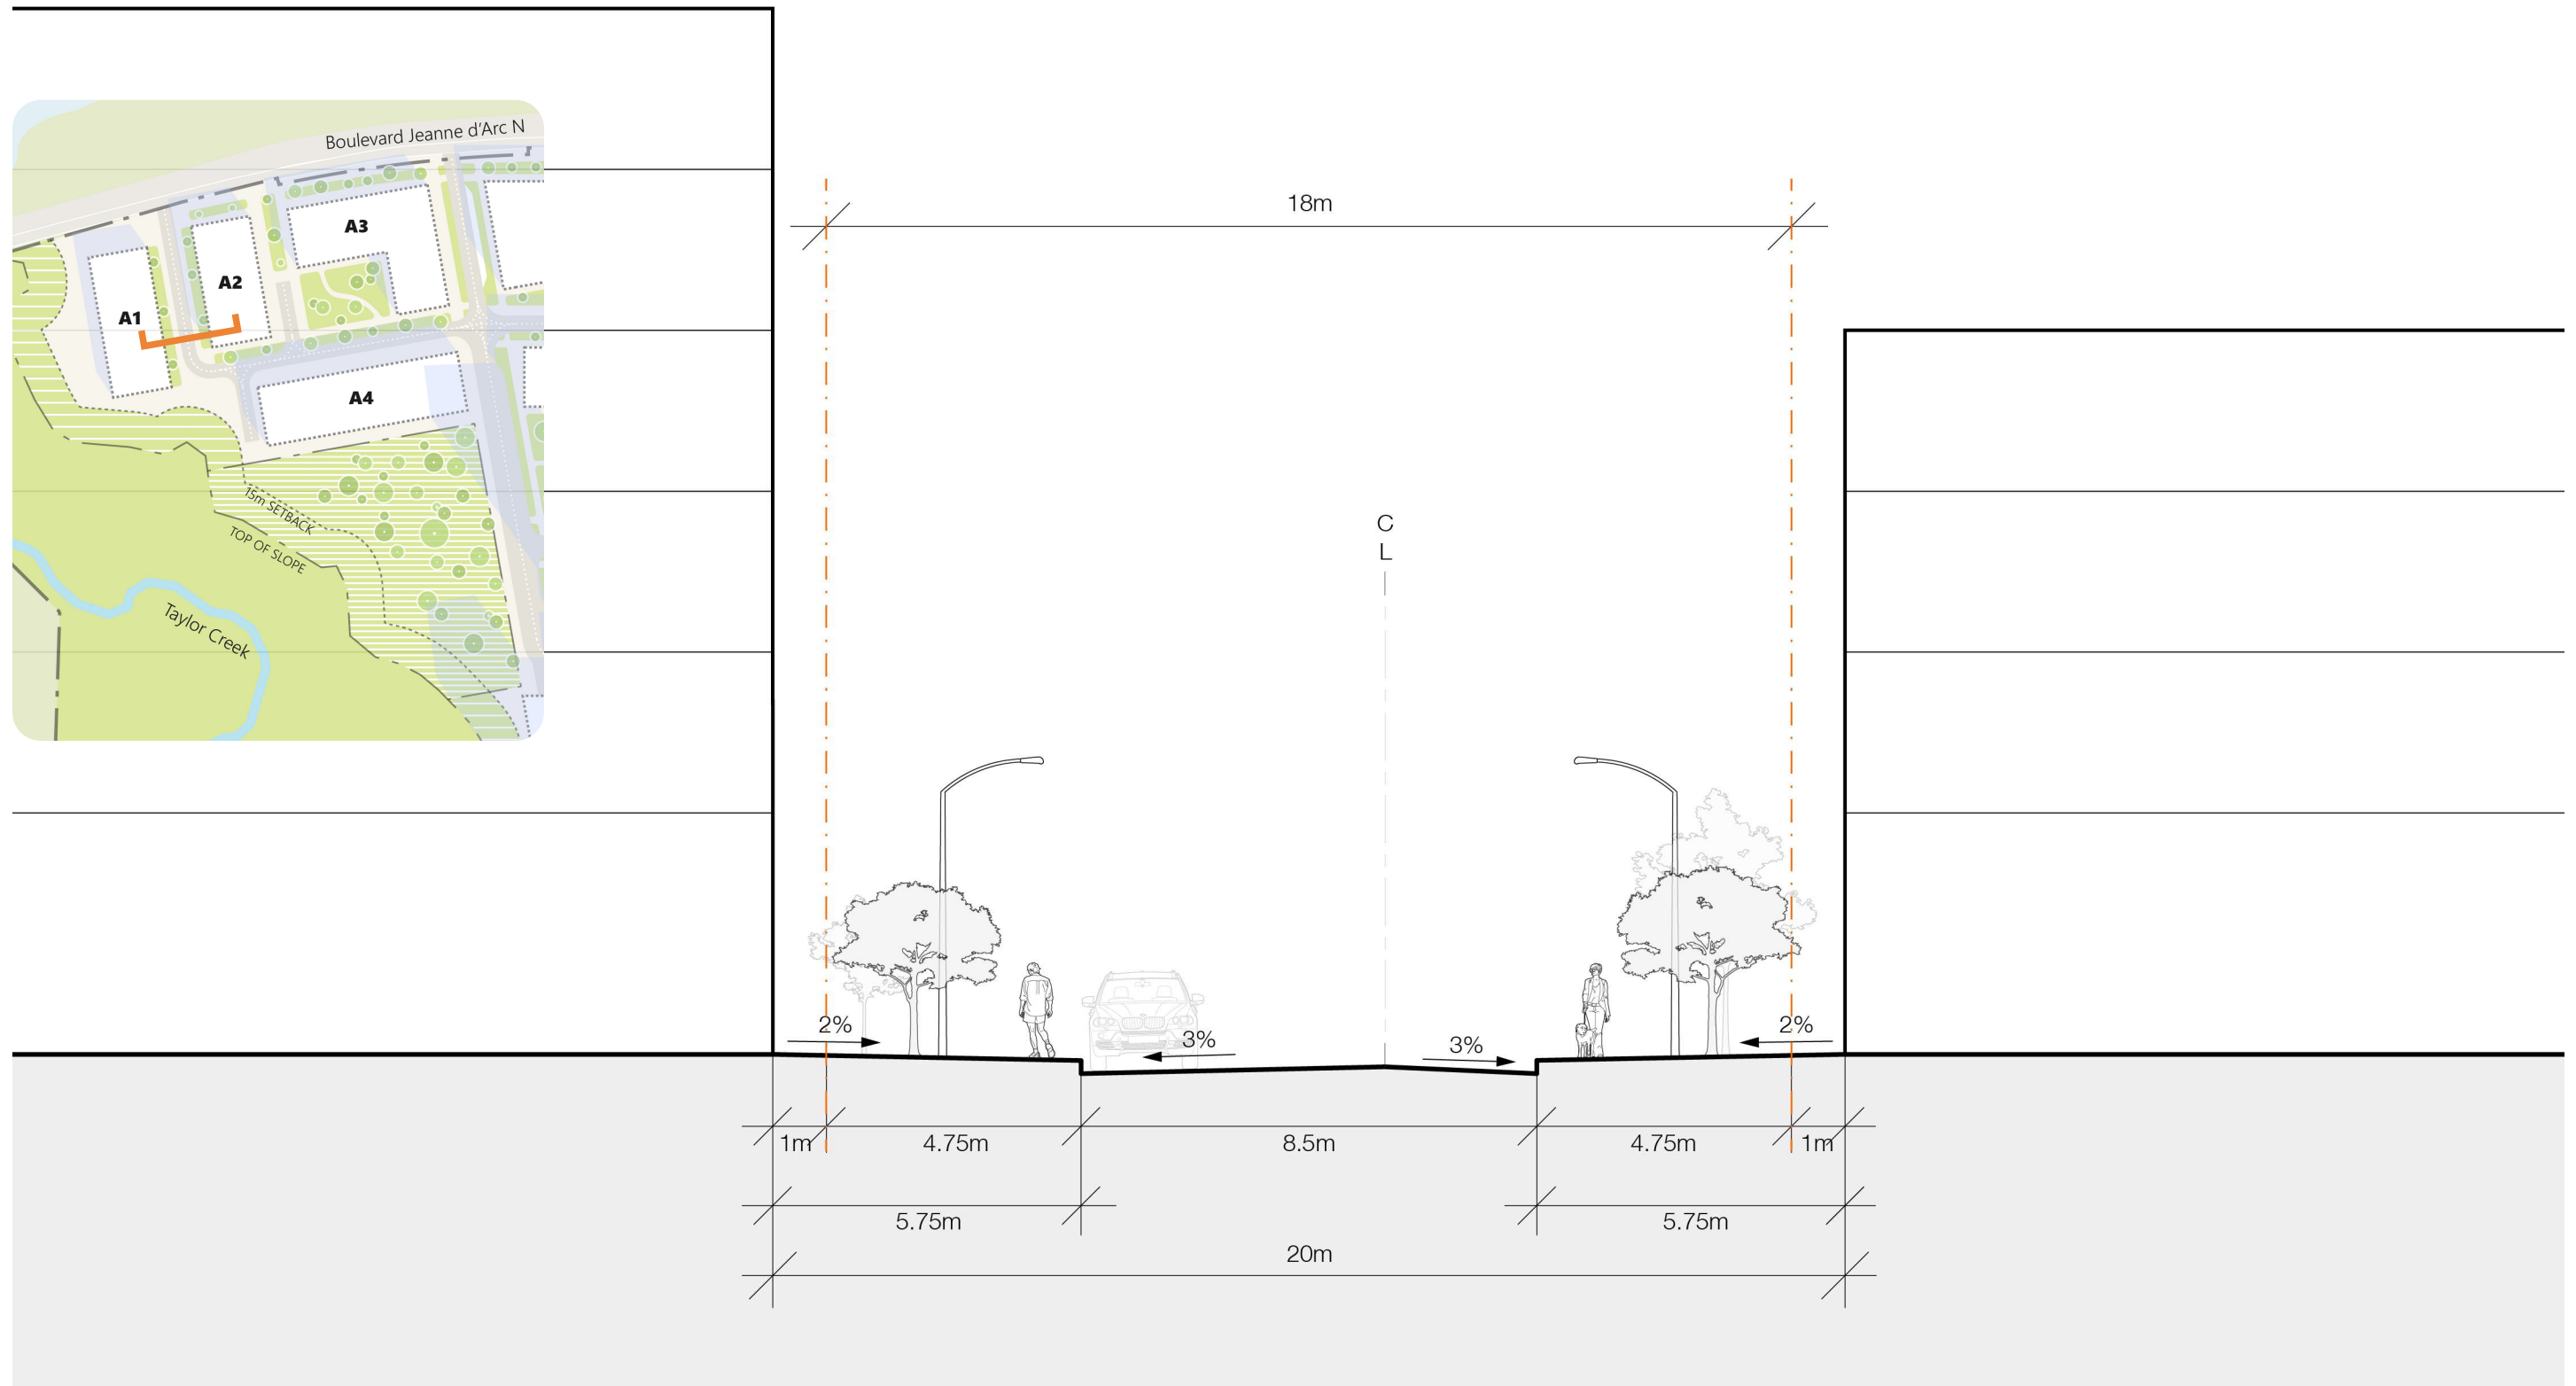 Boulevard Jeanne d'Arc N
A3
A2
A1
A4
15m SETBACK
TOP OF SLOPE
Taylor Creek
18m
C
L
2%
3%
3%
2%
1m
4.75m
8.5m
4.75m
1m
5.75m
5.75m
20m